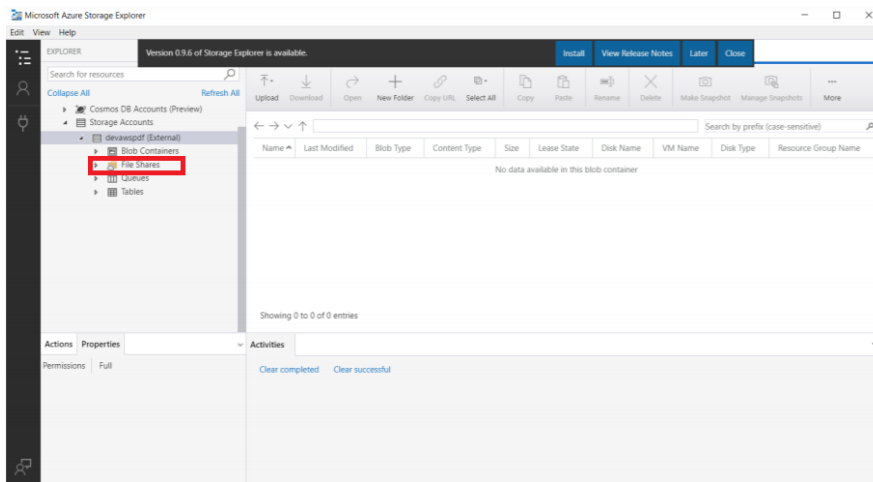 Microsoft Azure Storage Explorer
Edit View Help
EXPLORER
Version 0.9.6 of Storage Explorer is available.
Install View Release Notes Later Close
Search for resources
Collapse All Refresh All
Cosmos DB Accounts (Preview)
Storage Accounts
devawspdf (External)
Blob Containers
File Shares
Queues
Tables
Upload Download Open New Folder Copy URL Select All Copy Paste Rename Delete Make Snapshot Manage Snapshots More
Search by prefix (case-sensitive)
Name Last Modified Blob Type Content Type Size Lease State Disk Name VM Name Disk Type Resource Group Name
No data available in this blob container
Showing 0 to 0 of 0 entries
Actions Properties
Permissions Full
Activities
Clear completed Clear successful